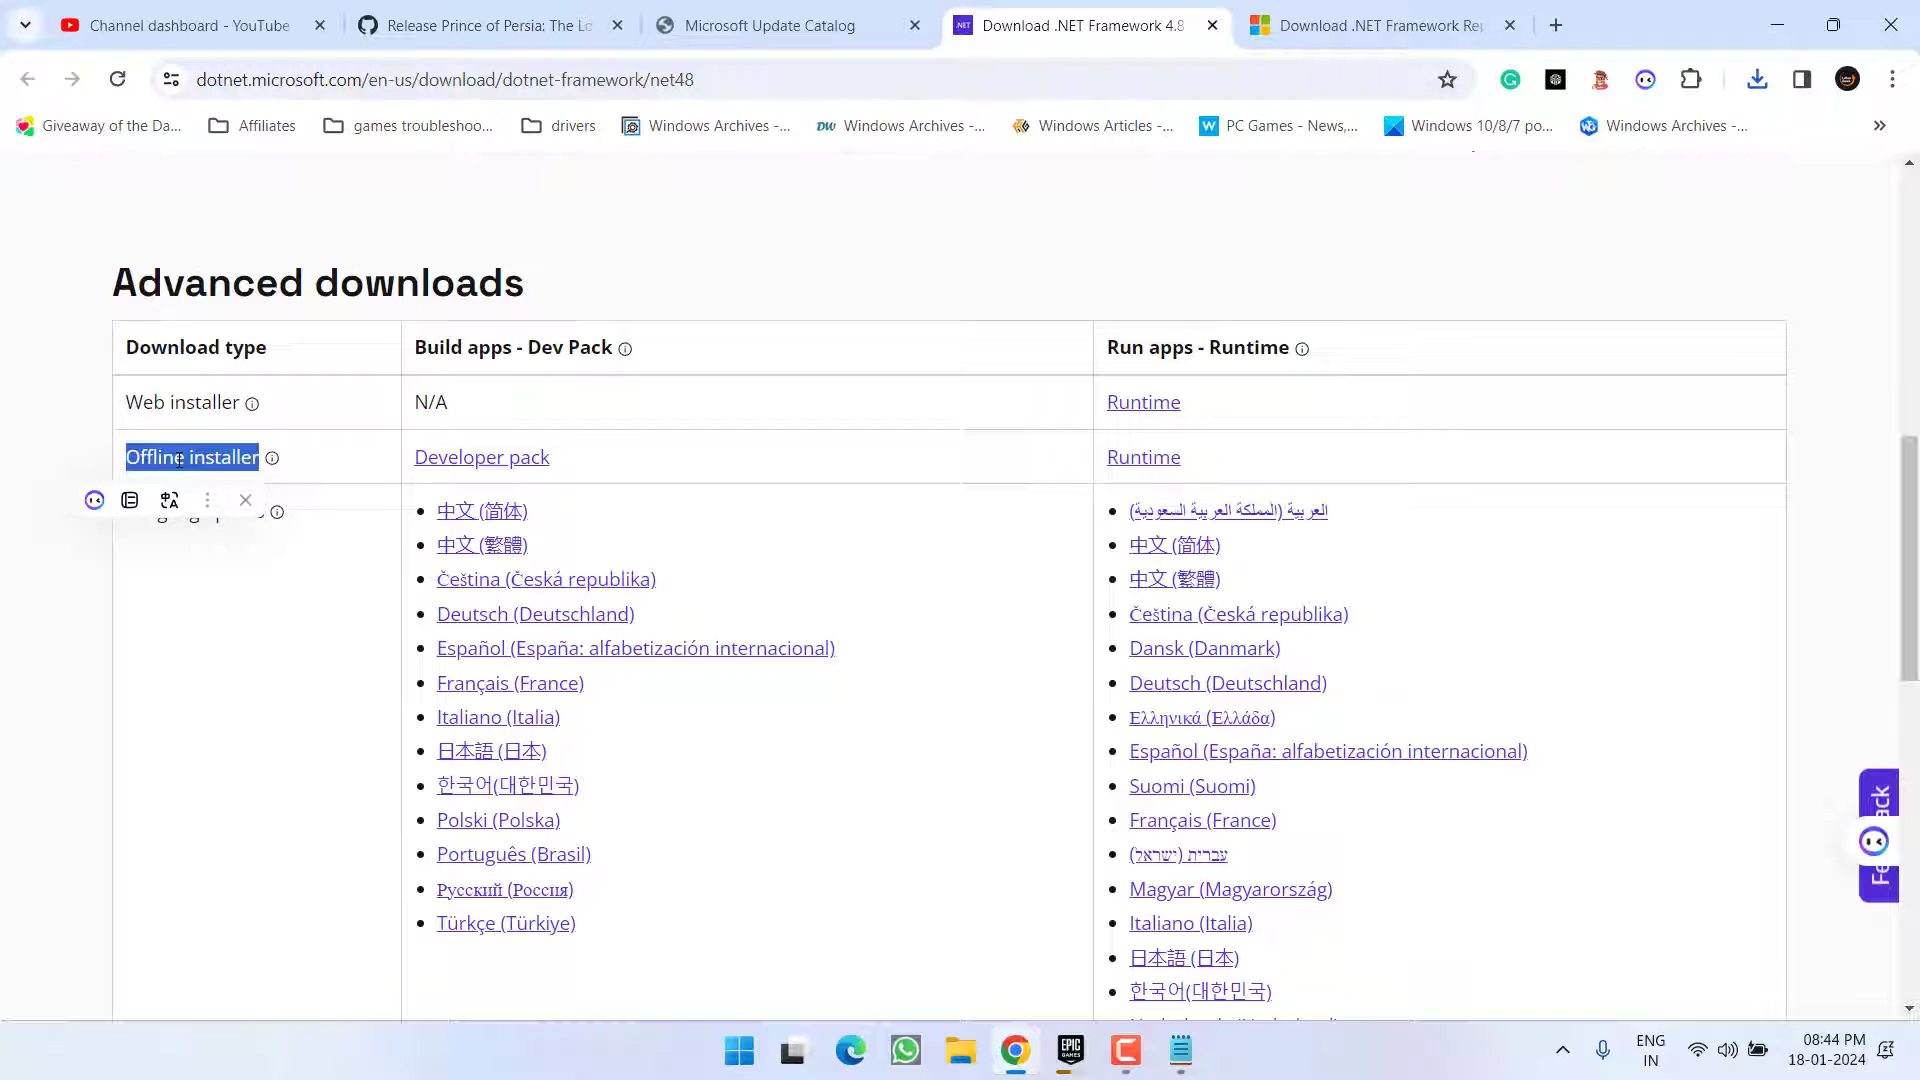 Channel dashboard - YouTube
Release Prince of Persia: The Lo
Microsoft Update Catalog
.NET
Download .NET Framework 4.8
Download .NET Framework Rep
dotnet.microsoft.com/en-us/download/dotnet-framework/net48
Giveaway of the Da...
Affiliates
games troubleshoo...
drivers
Windows Archives -...
DW
Windows Archives -...
Windows Articles -...
W
PC Games - News,...
Windows 10/8/7 po...
Windows Archives -...
Advanced downloads
Download type
Build apps - Dev Pack
Run apps - Runtime
Web installer
N/A
Runtime
Offline installer
Developer pack
Runtime
中文 (简体)
中文 (繁體)
Čeština (Česká republika)
Deutsch (Deutschland)
Español (España: alfabetización internacional)
Français (France)
Italiano (Italia)
日本語 (日本)
한국어(대한민국)
Polski (Polska)
Português (Brasil)
Русский (Россия)
Türkçe (Türkiye)
العربية (المملكة العربية السعودية)
中文 (简体)
中文 (繁體)
Čeština (Česká republika)
Dansk (Danmark)
Deutsch (Deutschland)
Ελληνικά (Ελλάδα)
Español (España: alfabetización internacional)
Suomi (Suomi)
Français (France)
עברית (ישראל)
Magyar (Magyarország)
Italiano (Italia)
日本語 (日本)
한국어(대한민국)
EPIC
GAMES
ENG
IN
08:44 PM
18-01-2024